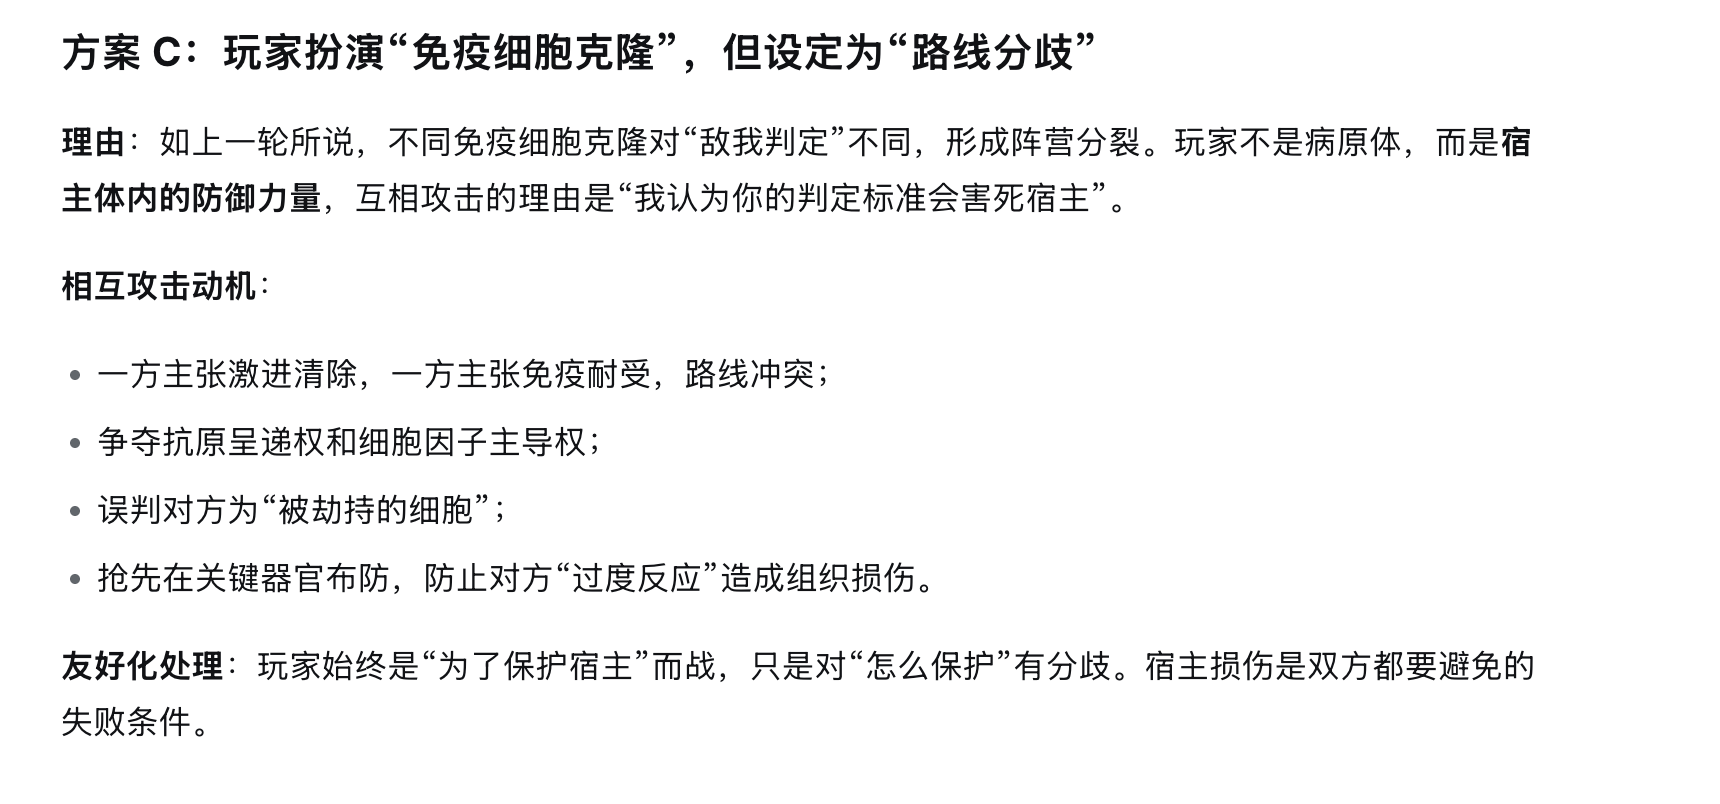 方案 C：玩家扮演“免疫细胞克隆”，但设定为“路线分歧”
理由：如上一轮所说，不同免疫细胞克隆对“敌我判定”不同，形成阵营分裂。玩家不是病原体，而是宿
主体内的防御力量，互相攻击的理由是“我认为你的判定标准会害死宿主”。
相互攻击动机：
• 一方主张激进清除，一方主张免疫耐受，路线冲突；
• 争夺抗原呈递权和细胞因子主导权；
• 误判对方为“被劫持的细胞”；
• 抢先在关键器官布防，防止对方“过度反应”造成组织损伤。
友好化处理：玩家始终是“为了保护宿主”而战，只是对“怎么保护”有分歧。宿主损伤是双方都要避免的
失败条件。